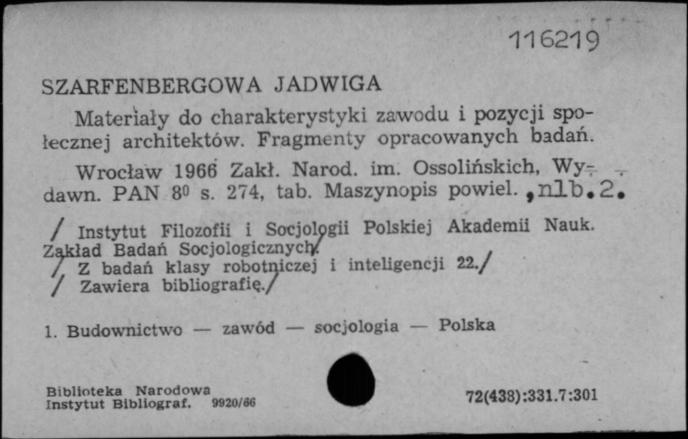 116219
SZARFENBERGOWA JADWIGA
Materiały do charakterystyki zawodu i pozycji spo-
łecznej architektów. Fragmenty opracowanych badań.
Wrocław 1966 Zakł. Narod. im. Ossolińskich, Wy-
dawn. PAN 8⁰ s. 274, tab. Maszynopis powiel. ,nlb.2.
/ Instytut Filozofii i Socjologii Polskiej Akademii Nauk.
Zakład Badań Socjologicznych/
/ Z badań klasy robotniczej i inteligencji 22./
/ Zawiera bibliografię./
1. Budownictwo — zawód — socjologia — Polska
Biblioteka Narodowa
Instytut Bibliograf. 9920/66
72(438):331.7:301